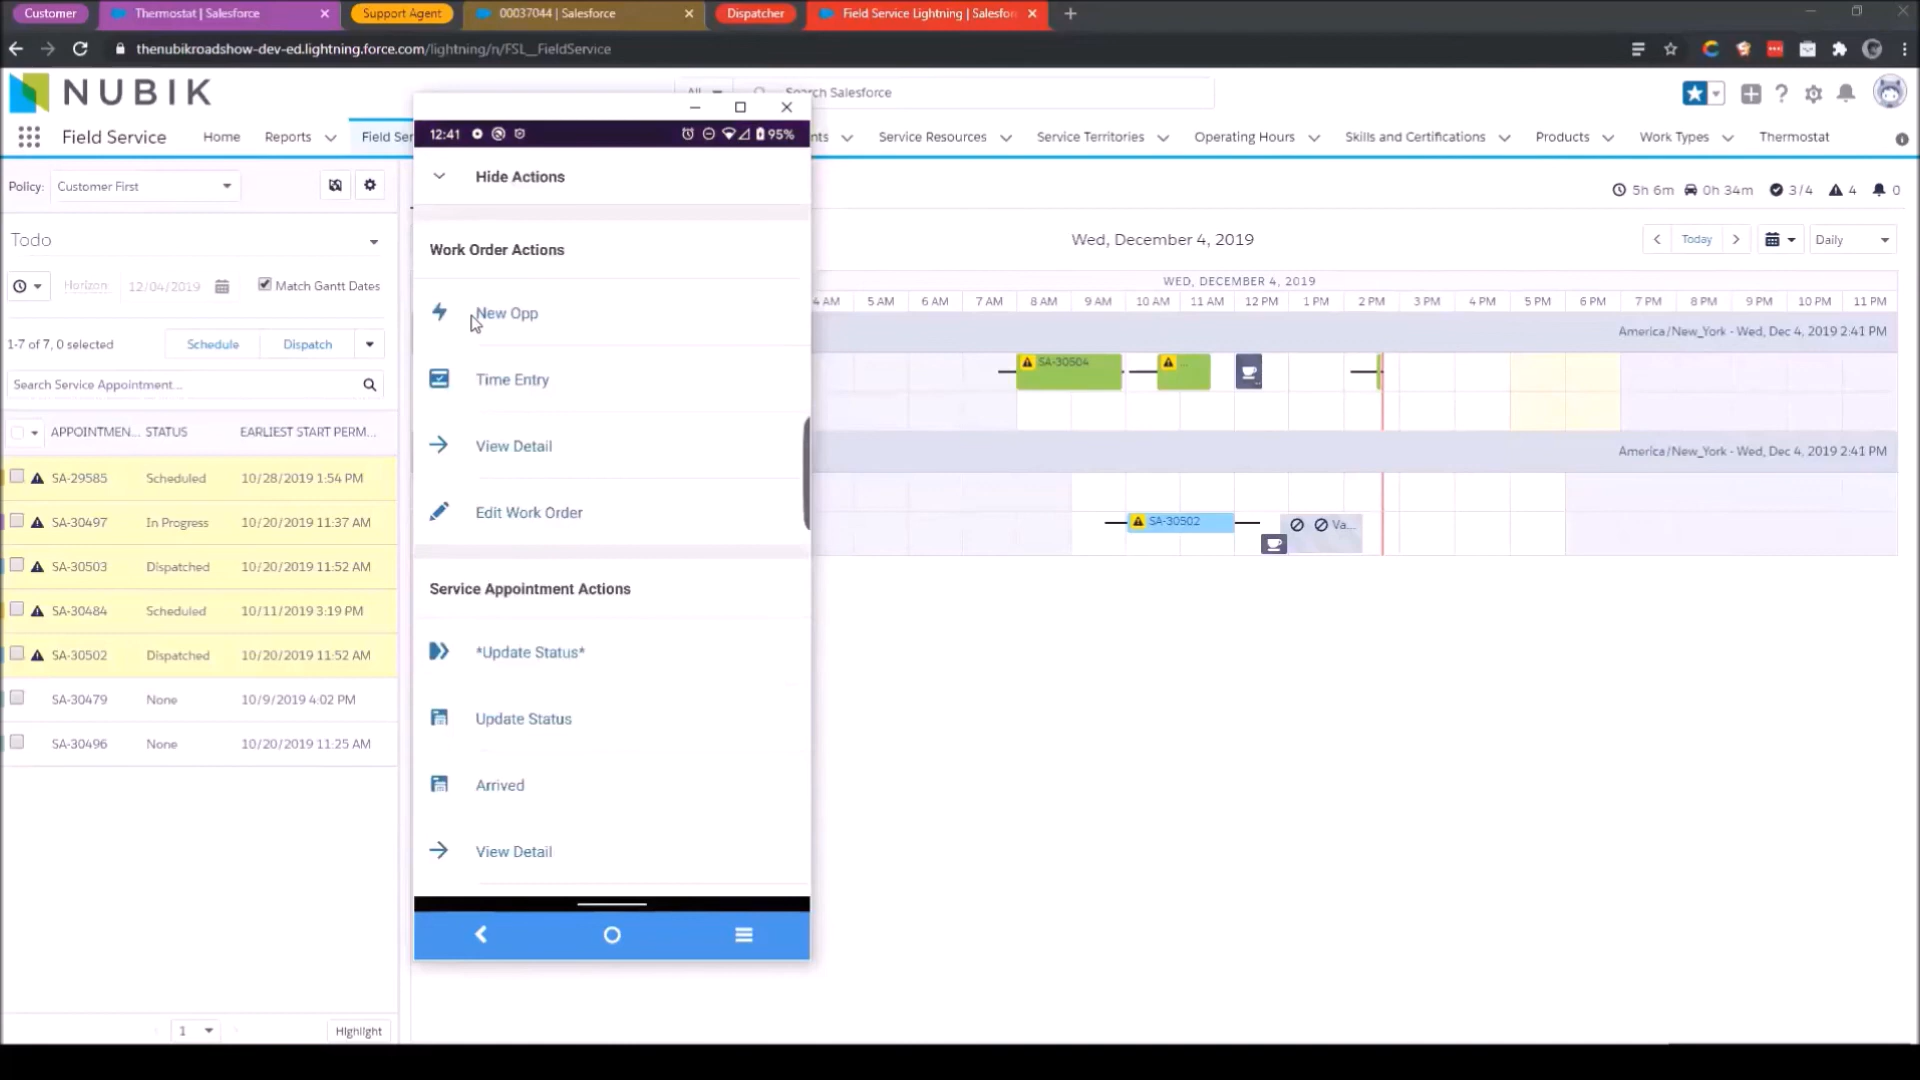 Customer Thermostat | Salesforce Support Agent 00037044 | Salesforce Dispatcher Field Service Lightning | Salesfo
thenubikroadshow-dev-ed.lightning.force.com/lightning/n/FSL__FieldService
NUBIK
All Search Salesforce
Field Service Home Reports Field Ser nts Service Resources Service Territories Operating Hours Skills and Certifications Products Work Types Thermostat
Policy: Customer First
5h 6m 0h 34m 3/4 4 0
Todo
Wed, December 4, 2019
Today Daily
Horizon 12/04/2019 Match Gantt Dates
WED, DECEMBER 4, 2019
4 AM 5 AM 6 AM 7 AM 8 AM 9 AM 10 AM 11 AM 12 PM 1 PM 2 PM 3 PM 4 PM 5 PM 6 PM 7 PM 8 PM 9 PM 10 PM 11 PM
America/New_York - Wed, Dec 4, 2019 2:41 PM
1-7 of 7, 0 selected Schedule Dispatch
SA-30504 ...
Search Service Appointment...
APPOINTMEN... STATUS EARLIEST START PERM...
America/New_York - Wed, Dec 4, 2019 2:41 PM
SA-29585 Scheduled 10/28/2019 1:54 PM
SA-30497 In Progress 10/20/2019 11:37 AM
SA-30502 Va...
SA-30503 Dispatched 10/20/2019 11:52 AM
SA-30484 Scheduled 10/11/2019 3:19 PM
SA-30502 Dispatched 10/20/2019 11:52 AM
SA-30479 None 10/9/2019 4:02 PM
SA-30496 None 10/20/2019 11:25 AM
1 Highlight
12:41 95%
Hide Actions
Work Order Actions
New Opp
Time Entry
View Detail
Edit Work Order
Service Appointment Actions
*Update Status*
Update Status
Arrived
View Detail